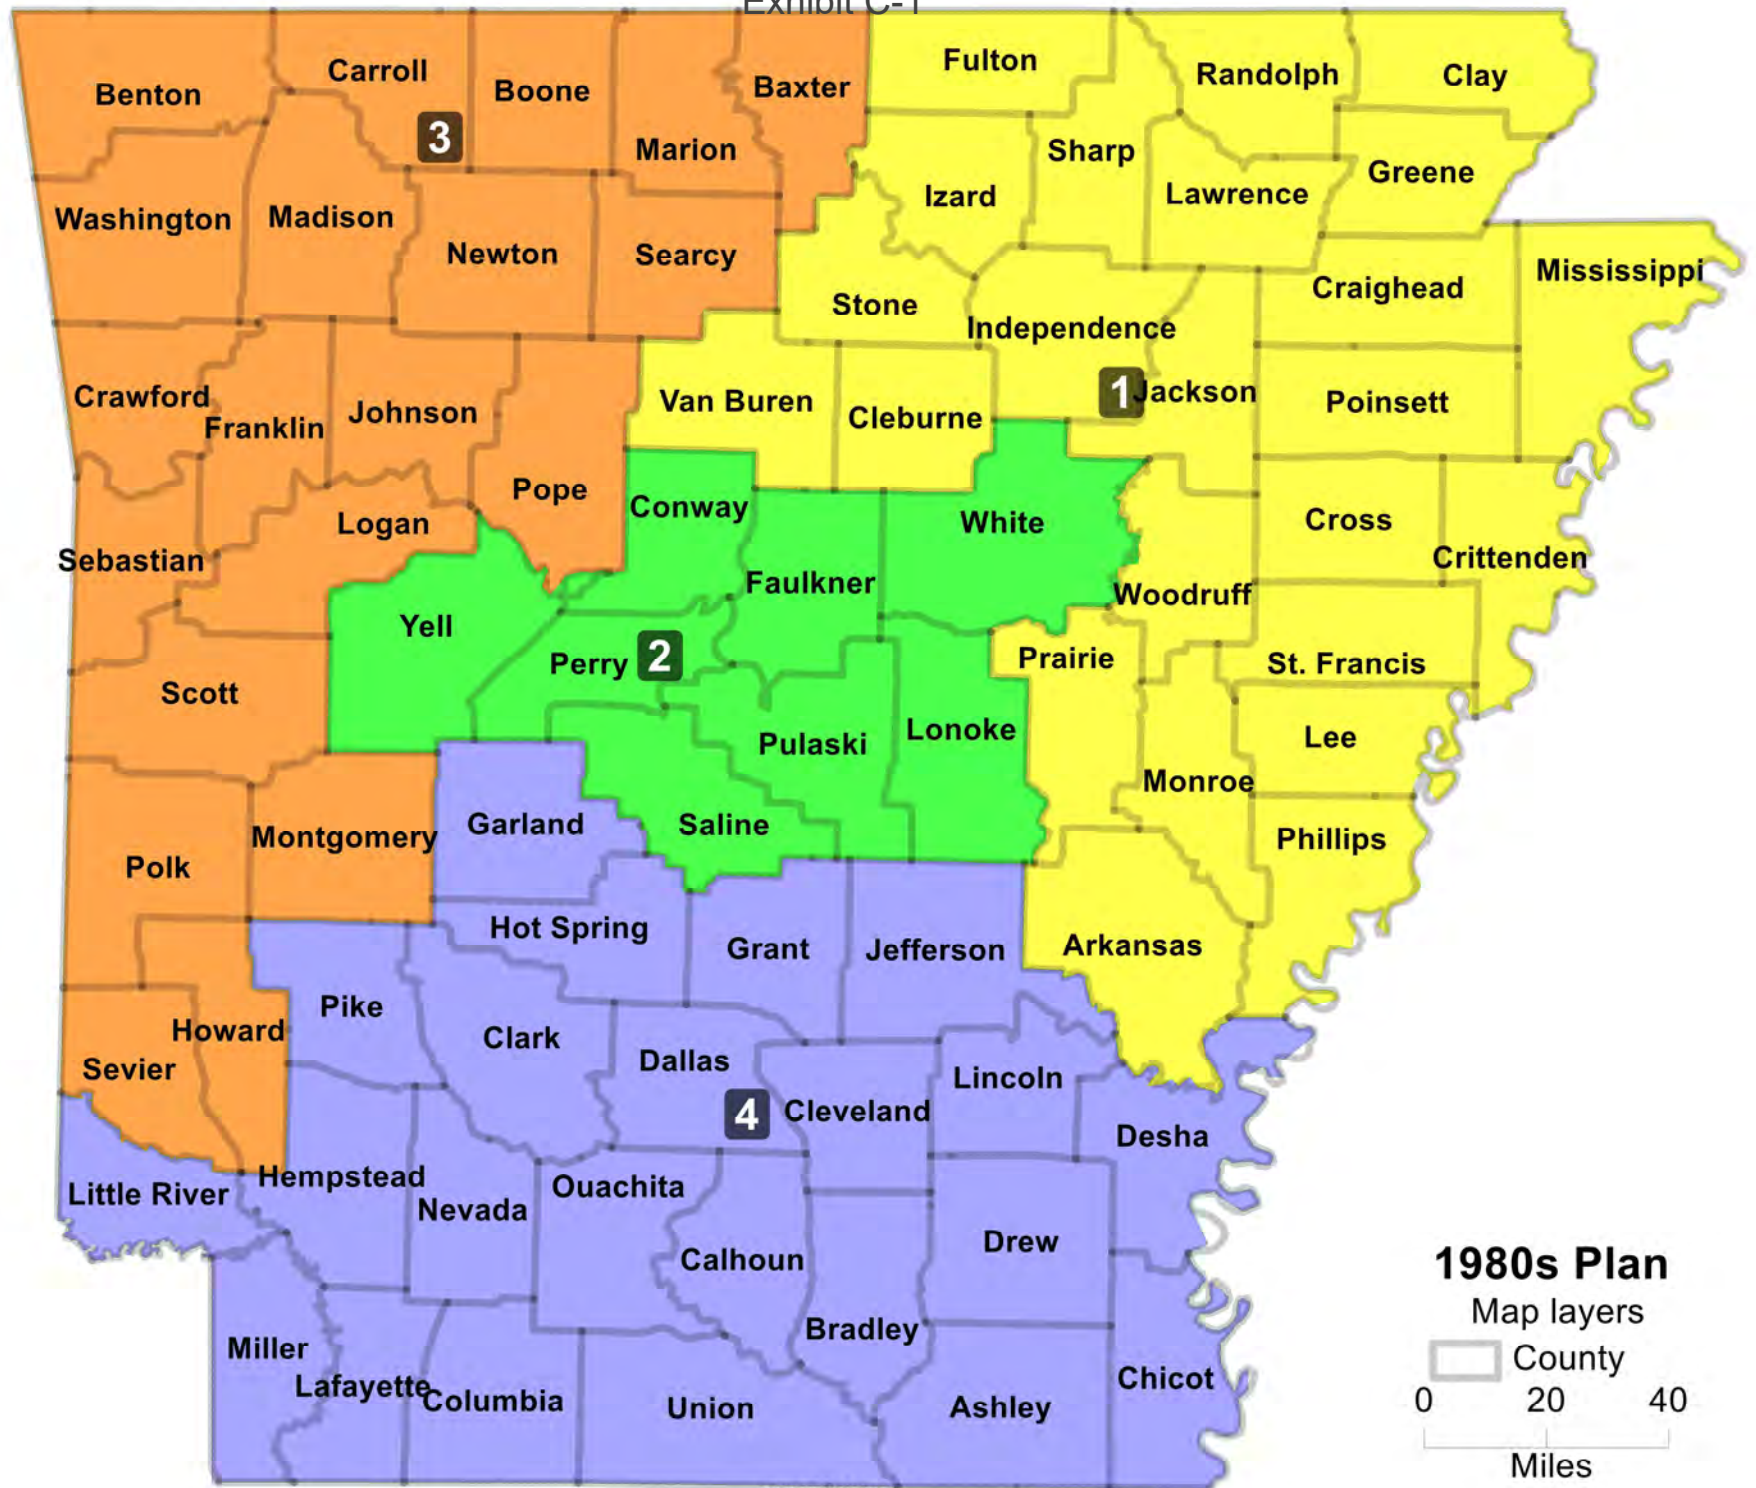 Exhibit C-1
Fulton
Carroll
Randolph
Clay
Benton
Boone
Baxter
3
Marion
Sharp
Greene
Izard
Lawrence
Washington
Madison
Newton
Searcy
Mississippi
Craighead
Stone
Independence
Crawford
Franklin
Johnson
Van Buren
Cleburne
1
Jackson
Poinsett
Pope
Conway
Logan
White
Cross
Sebastian
Crittenden
Faulkner
Woodruff
Yell
Perry
2
Prairie
St. Francis
Scott
Pulaski
Lonoke
Lee
Monroe
Garland
Saline
Montgomery
Phillips
Polk
Hot Spring
Grant
Jefferson
Arkansas
Pike
Howard
Clark
Sevier
Dallas
Lincoln
4
Cleveland
Desha
Hempstead
Little River
Nevada
Ouachita
Drew
Calhoun
Bradley
Miller
Lafayette
Columbia
Union
Ashley
Chicot
1980s Plan
Map layers
County
0 20 40
Miles